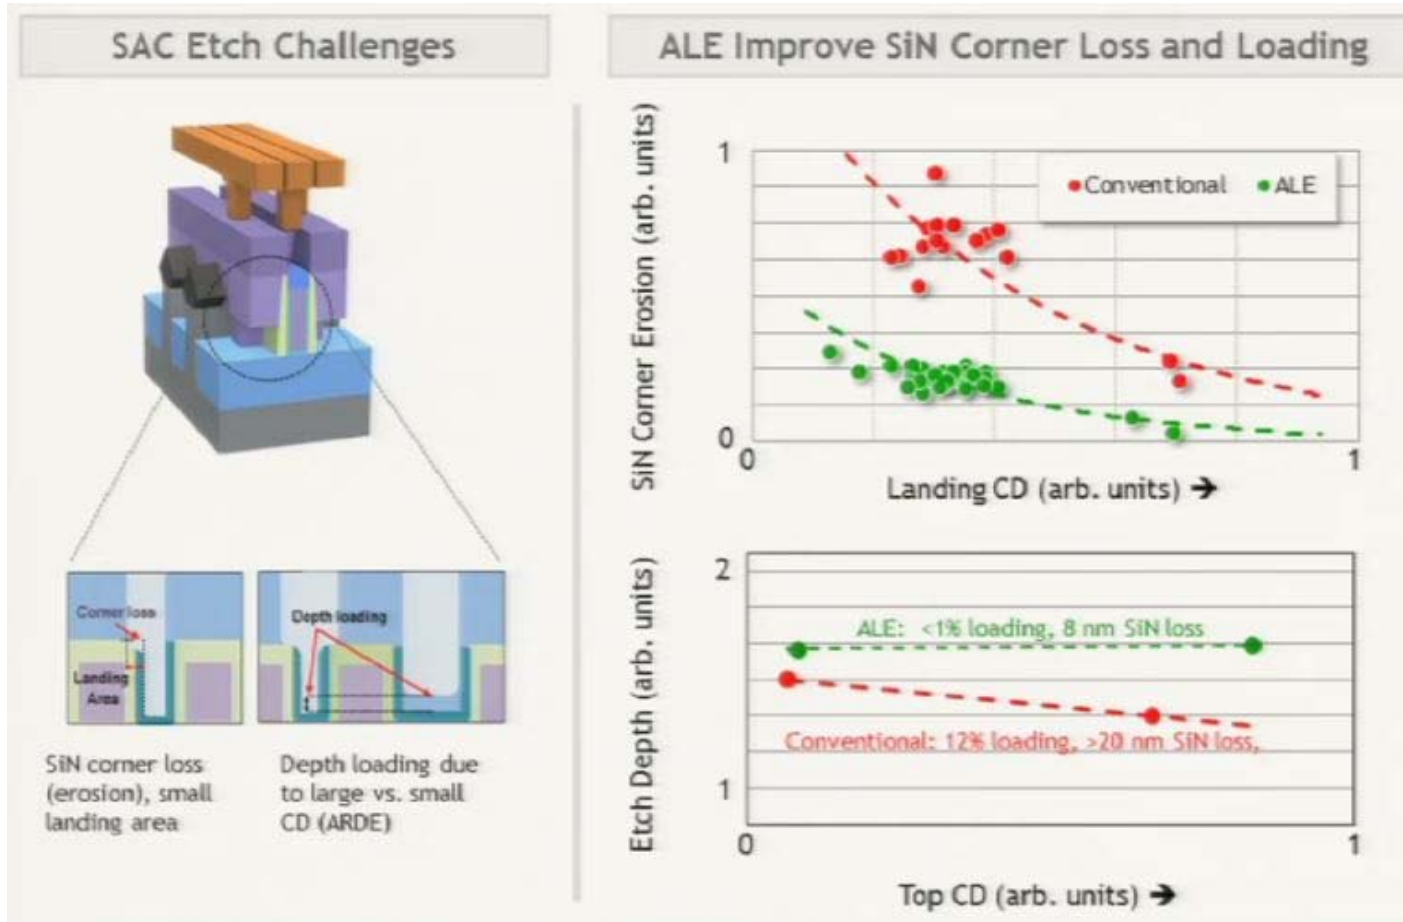 SAC Etch Challenges
ALE Improve SiN Corner Loss and Loading
Corner loss
Landing
Area
Depth loading
SiN corner loss
(erosion), small
landing area
Depth loading due
to large vs. small
CD (ARDE)
SiN Corner Erosion (arb. units)
1
0
Conventional
ALE
0
1
Landing CD (arb. units) →
Etch Depth (arb. units)
2
1
ALE: <1% loading, 8 nm SiN loss
Conventional: 12% loading, >20 nm SiN loss,
0
1
Top CD (arb. units) →